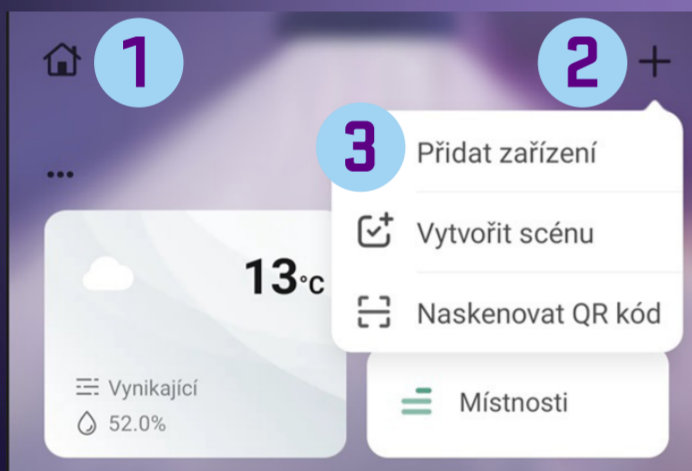 1
2
3
Přidat zařízení
Vytvořit scénu
Naskenovat QR kód
13°C
Vynikající
52.0%
Místnosti